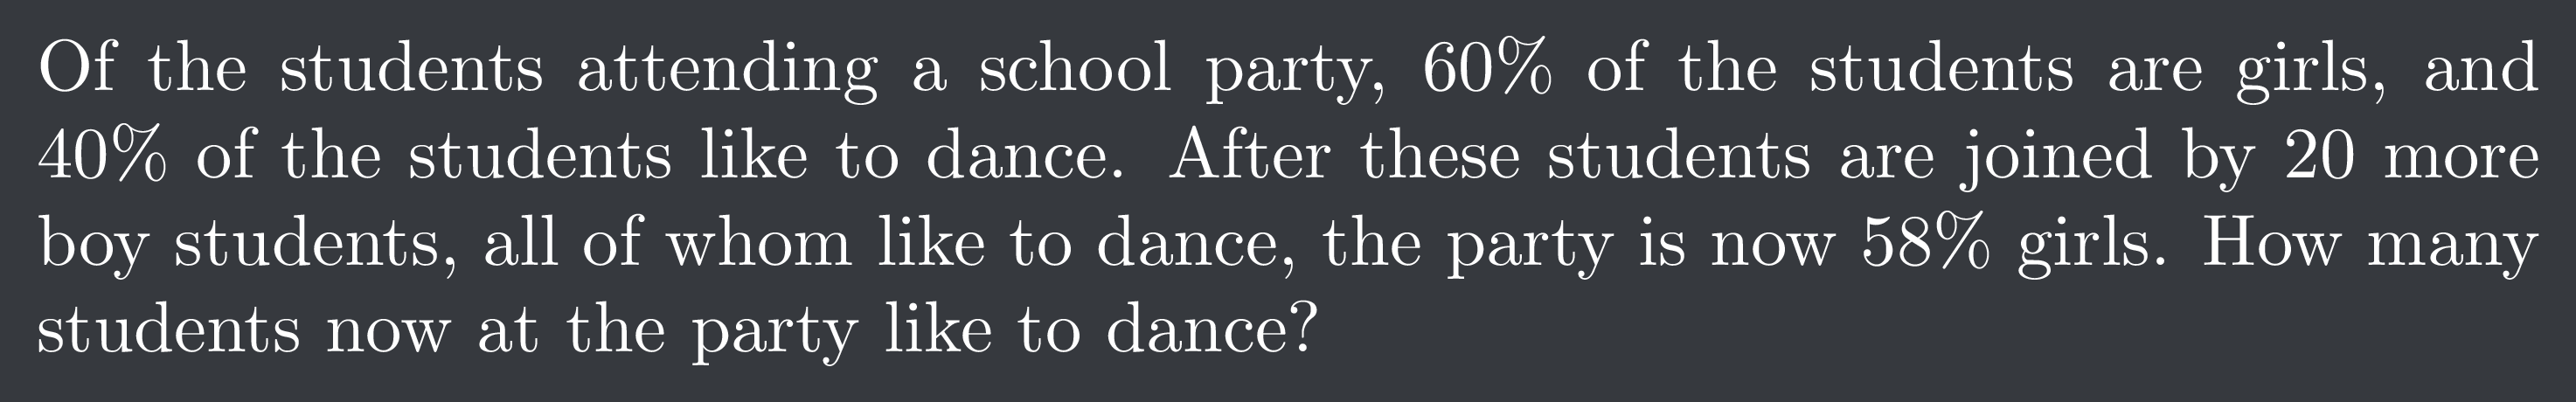 Of the students attending a school party, 60% of the students are girls, and
40% of the students like to dance. After these students are joined by 20 more
boy students, all of whom like to dance, the party is now 58% girls. How many
students now at the party like to dance?